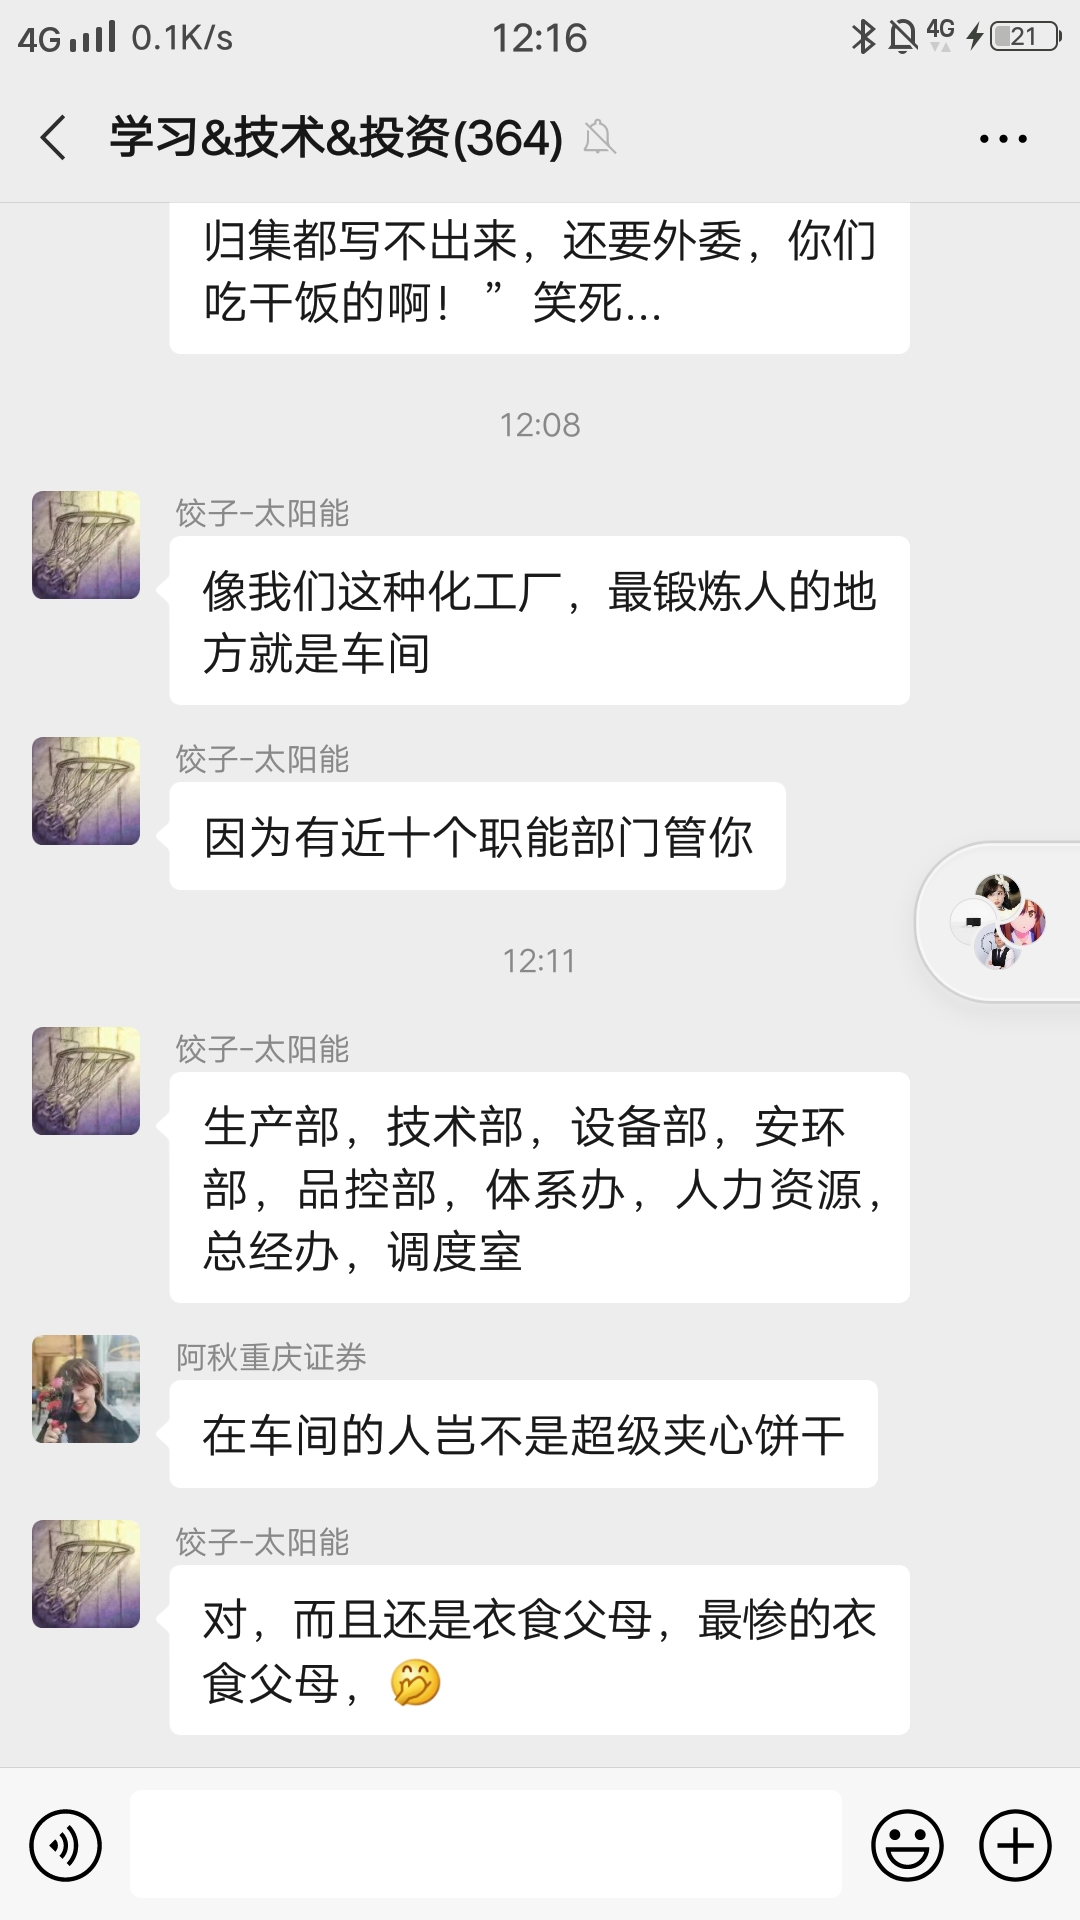 4G 0.1K/s 12:16 4G 21
学习&技术&投资(364)
归集都写不出来，还要外委，你们
吃干饭的啊！”笑死...
12:08
饺子-太阳能
像我们这种化工厂，最锻炼人的地
方就是车间
饺子-太阳能
因为有近十个职能部门管你
12:11
饺子-太阳能
生产部，技术部，设备部，安环
部，品控部，体系办，人力资源，
总经办，调度室
阿秋重庆证券
在车间的人岂不是超级夹心饼干
饺子-太阳能
对，而且还是衣食父母，最惨的衣
食父母，🤭